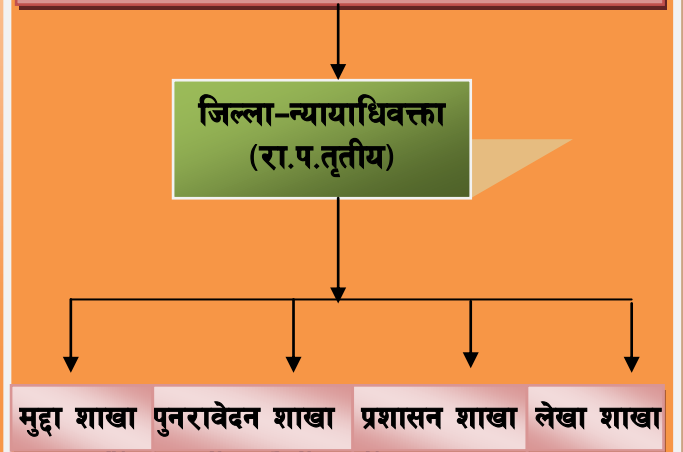 जिल्ला-न्यायाधिवक्ता
(रा.प.तृतीय)
मुद्दा शाखा पुनरावेदन शाखा प्रशासन शाखा लेखा शाखा